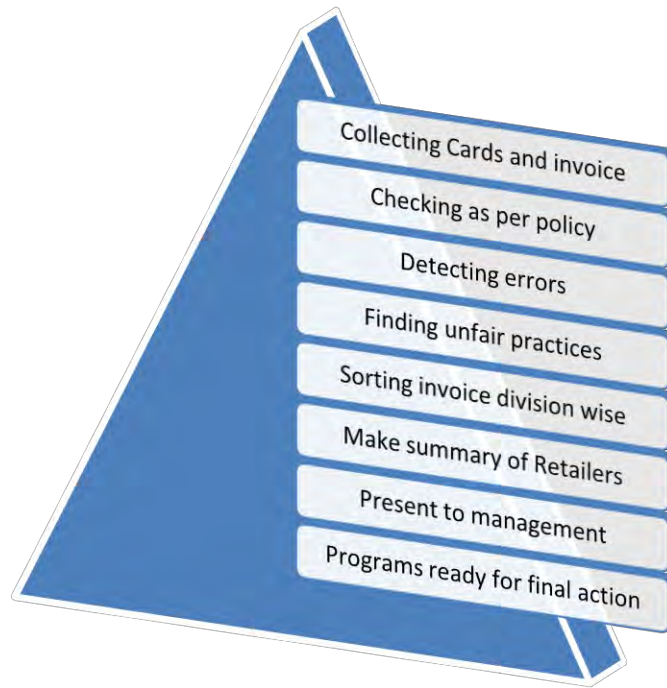 Collecting Cards and invoice
Checking as per policy
Detecting errors
Finding unfair practices
Sorting invoice division wise
Make summary of Retailers
Present to management
Programs ready for final action